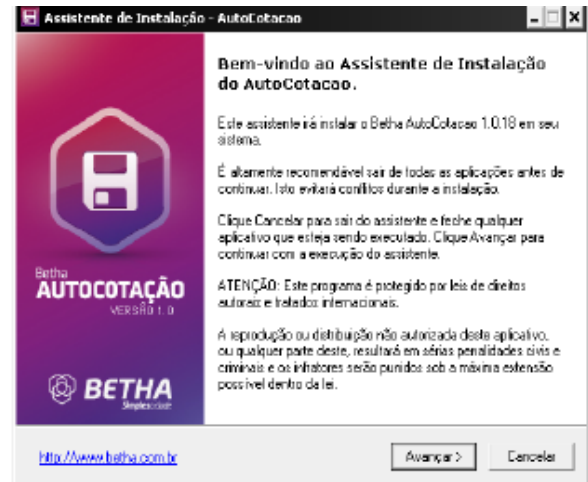 Assistente de Instalação - AutoCotacao
Bem-vindo ao Assistente de Instalação
do AutoCotacao.
Este assistente irá instalar o Betha AutoCotacao 1.0.18 em seu
sistema.
É altamente recomendável sair de todas as aplicações antes de
continuar. Isto evitará conflitos durante a instalação.
Clique Cancelar para sair do assistente e feche qualquer
aplicativo que esteja sendo executado. Clique Avançar para
continuar com a execução do assistente.
ATENÇÃO: Este programa é protegido por leis de direitos
autorais e tratados internacionais.
A reprodução ou distribuição não autorizada deste aplicativo,
ou qualquer parte deste, resultará em sérias penalidades civis e
criminais e os infratores serão punidos sob a máxima extensão
possível dentro da lei.
Betha
AUTOCOTAÇÃO
VERSÃO 1.0
BETHA
http://www.betha.com.br
Avançar >
Cancelar